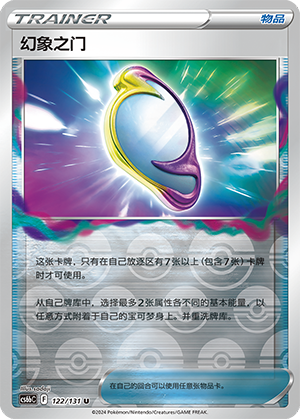 TRAINER 物品
幻象之门
这张卡牌，只有在自己放逐区有7张以上（包含7张）卡牌
时才可使用。
从自己牌库中，选择最多2张属性各不同的基本能量，以
任意方式附着于自己的宝可梦身上。并重洗牌库。
Illus. sadaji
CS6bC G 122/131 U
在自己的回合可以使用任意张物品卡。
©2024 Pokémon/Nintendo/Creatures/GAME FREAK.